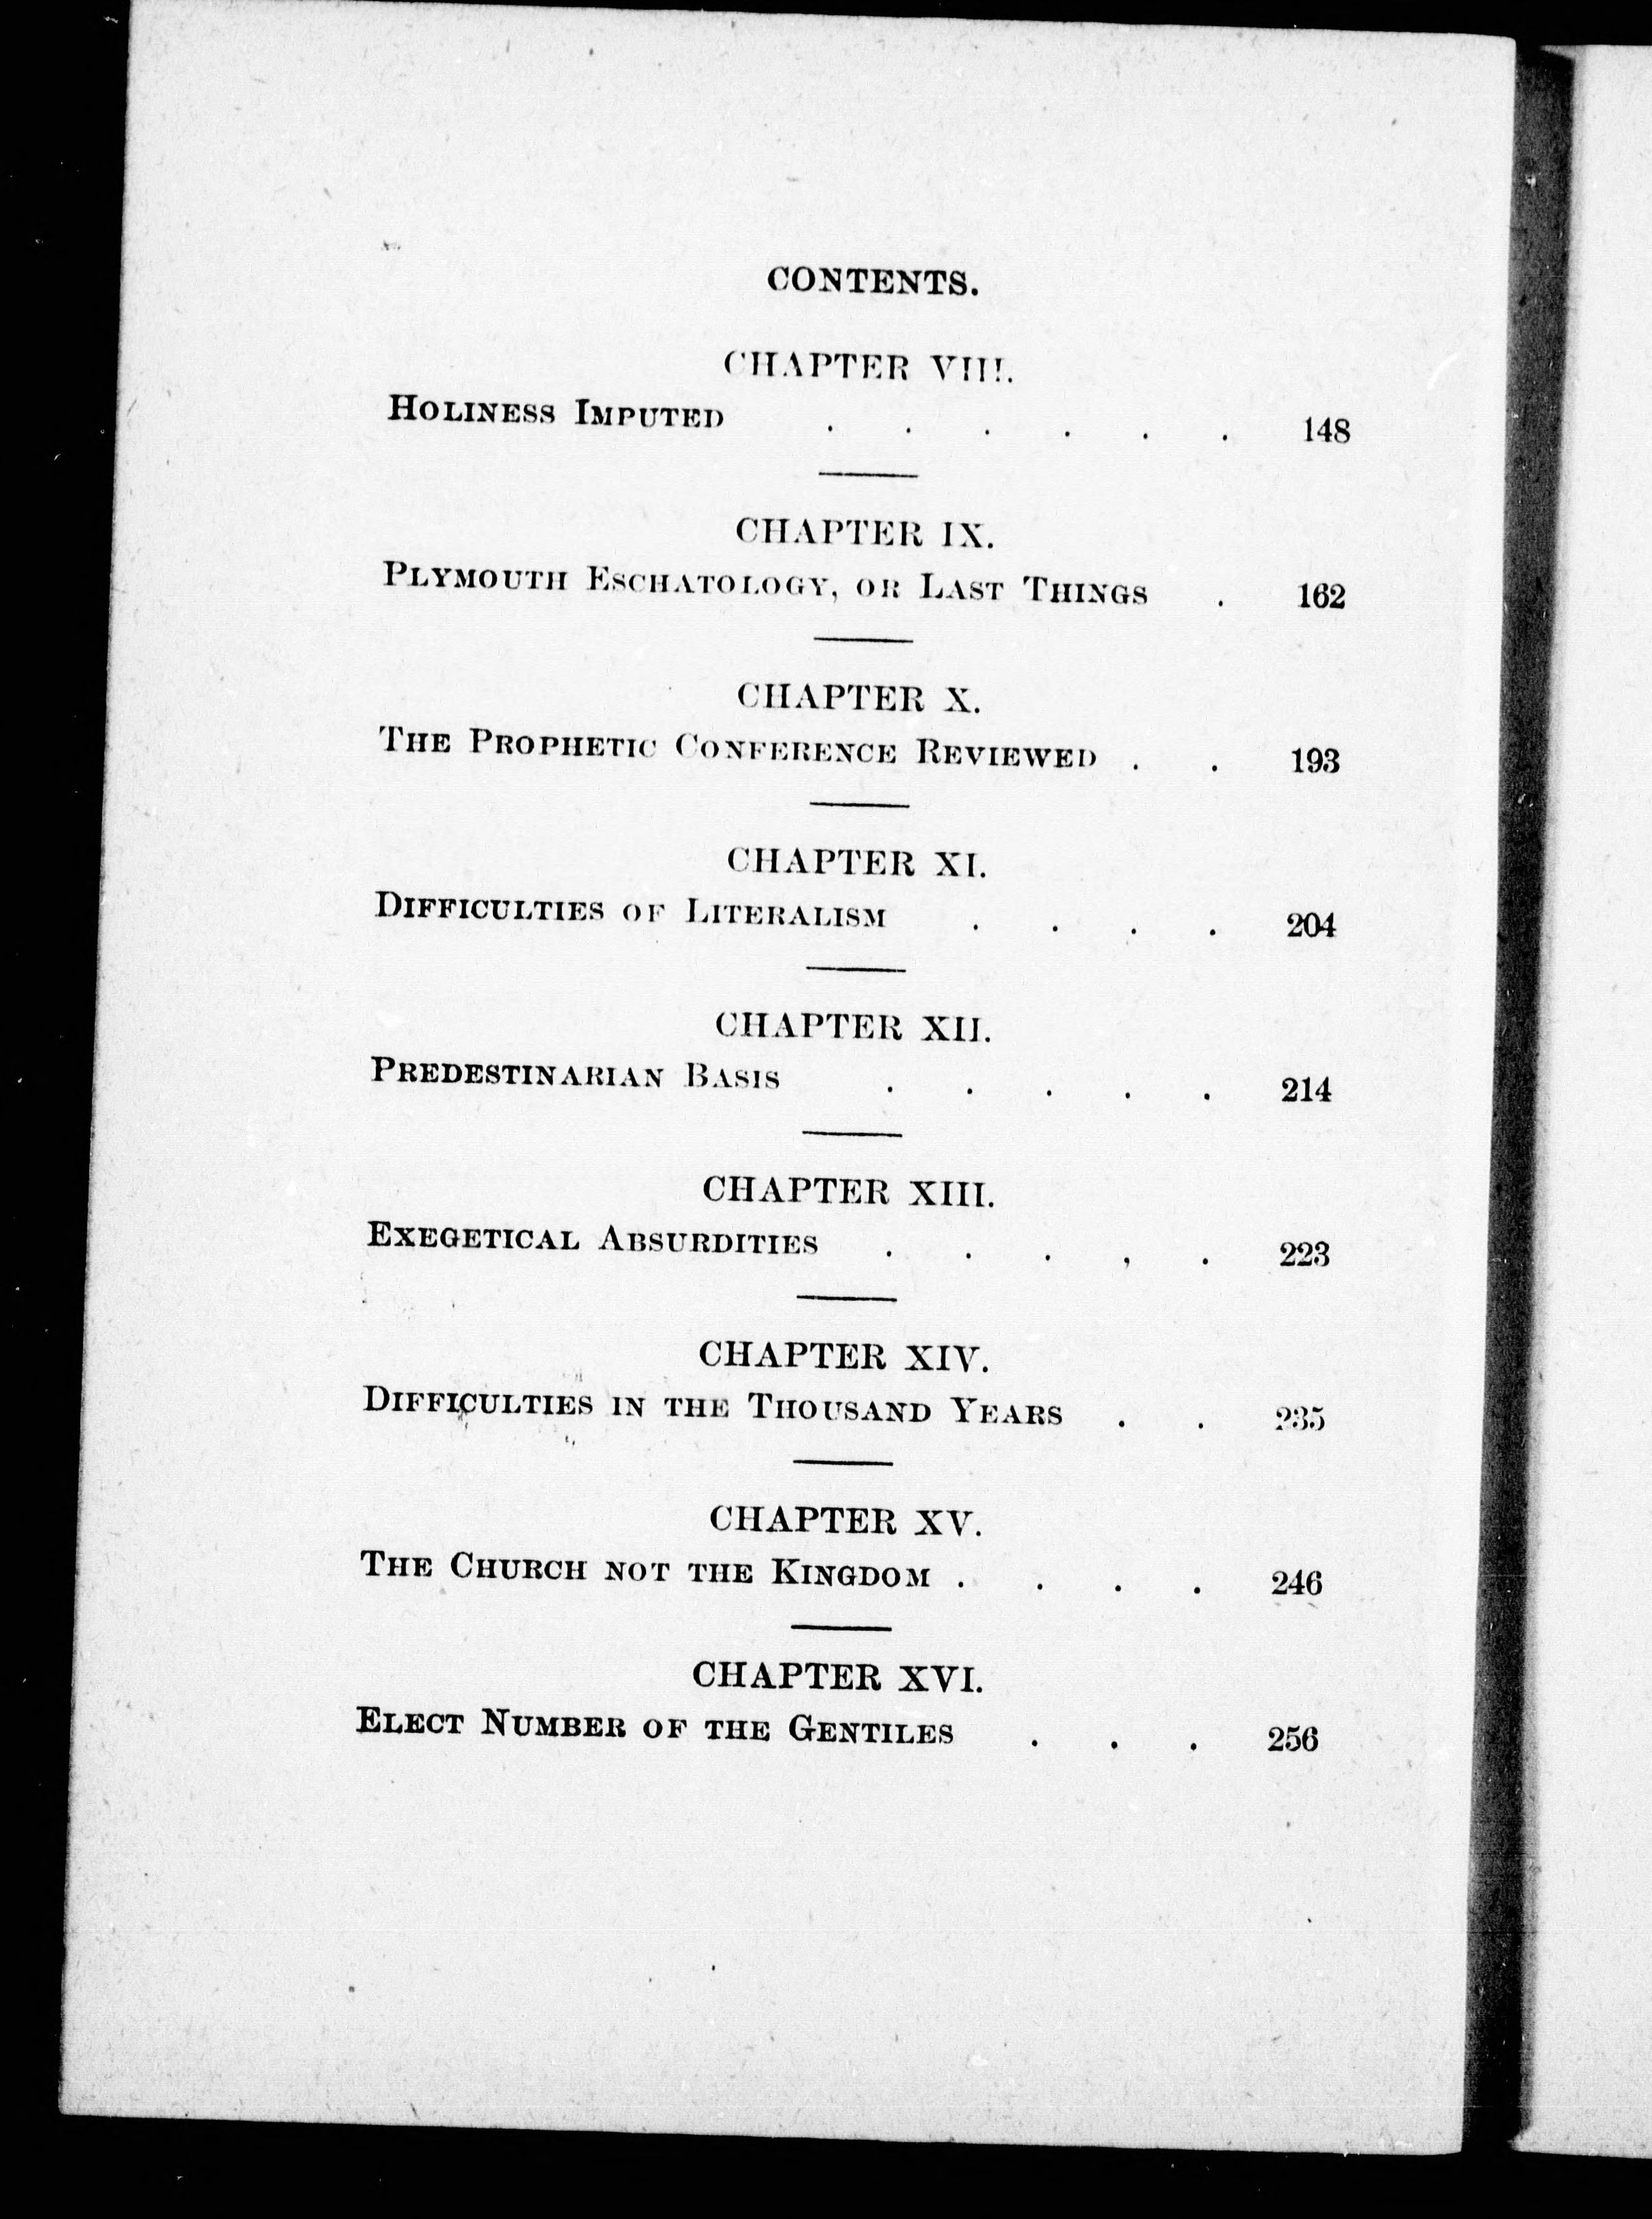 CONTENTS.
CHAPTER VIII.
HOLINESS IMPUTED . . . . . . 148
CHAPTER IX.
PLYMOUTH ESCHATOLOGY, OR LAST THINGS . 162
CHAPTER X.
THE PROPHETIC CONFERENCE REVIEWED . . 193
CHAPTER XI.
DIFFICULTIES OF LITERALISM . . . . 204
CHAPTER XII.
PREDESTINARIAN BASIS . . . . . 214
CHAPTER XIII.
EXEGETICAL ABSURDITIES . . . . . 223
CHAPTER XIV.
DIFFICULTIES IN THE THOUSAND YEARS . . 235
CHAPTER XV.
THE CHURCH NOT THE KINGDOM . . . . 246
CHAPTER XVI.
ELECT NUMBER OF THE GENTILES . . . 256